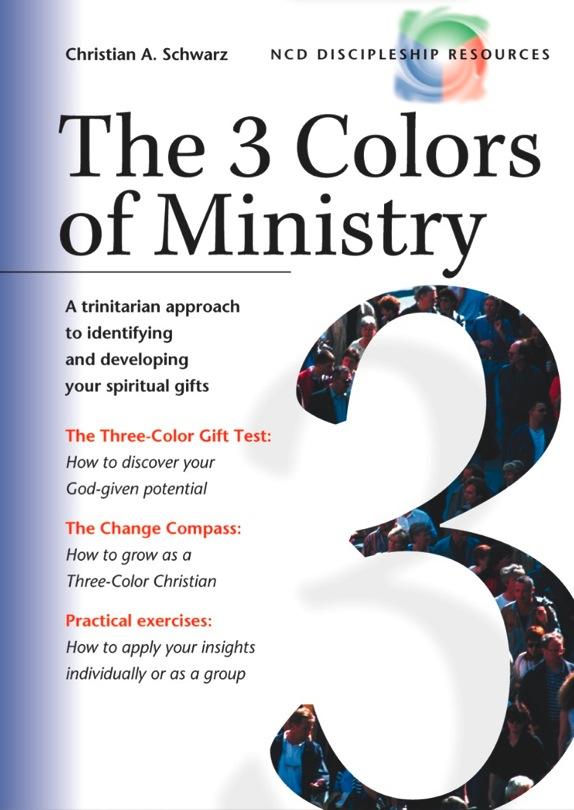 Christian A. Schwarz NCD DISCIPLESHIP RESOURCES
The 3 Colors
of Ministry
A trinitarian approach
to identifying
and developing
your spiritual gifts
The Three-Color Gift Test:
How to discover your
God-given potential
The Change Compass:
How to grow as a
Three-Color Christian
Practical exercises:
How to apply your insights
individually or as a group
3